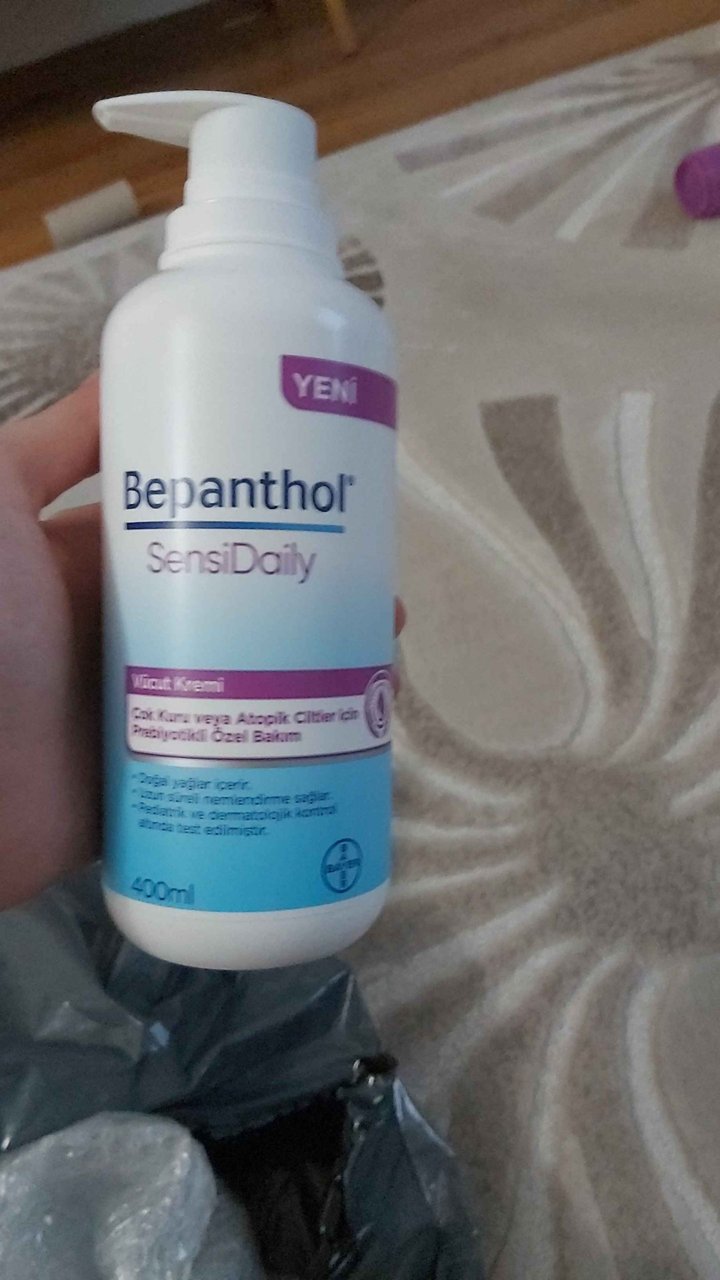 YENİ
Bepanthol®
SensiDaily
Vücut Kremi
Çok Kuru veya Atopik Ciltler için
Prebiyotikli Özel Bakım
• Doğal yağlar içerir.
• Uzun süreli nemlendirme sağlar.
• Pediatrik ve dermatolojik kontrol
altında test edilmiştir.
BAYER
400ml